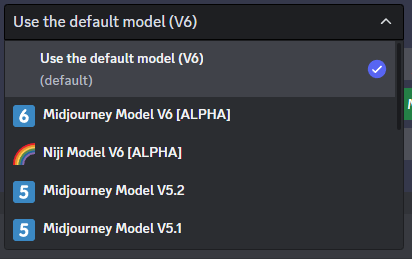 Use the default model (V6)
Use the default model (V6)
(default)
6 Midjourney Model V6 [ALPHA]
Niji Model V6 [ALPHA]
5 Midjourney Model V5.2
5 Midjourney Model V5.1